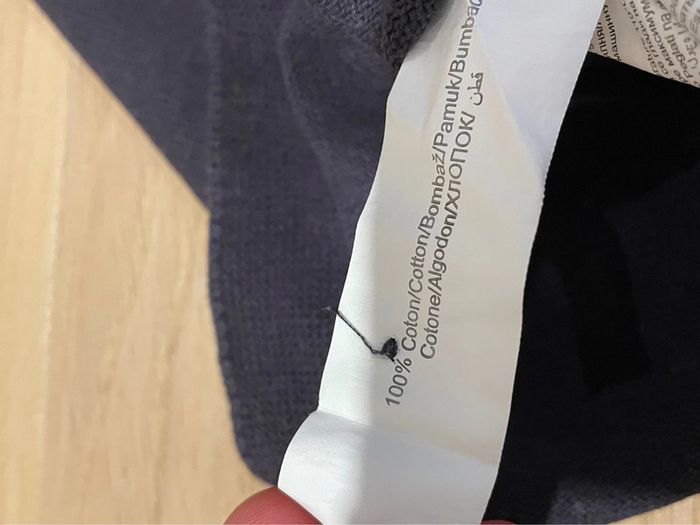 100% Coton/Cotton/Bombaž/Pamuk/Bumbac
Cotone/Algodon/ХЛОПОК/ قطن